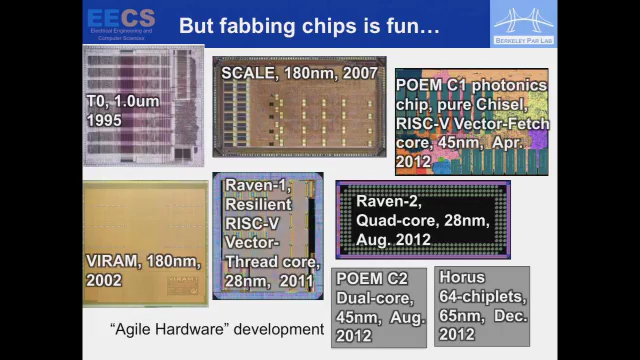 EECS
Electrical Engineering and
Computer Sciences
But fabbing chips is fun…
BERKELEY PAR LAB
T0, 1.0um
1995
SCALE, 180nm, 2007
POEM C1 photonics
chip, pure Chisel,
RISC-V Vector-Fetch
core, 45nm, Apr.
2012
VIRAM, 180nm,
2002
Raven-1,
Resilient
RISC-V
Vector-
Thread core,
28nm, 2011
Raven-2,
Quad-core, 28nm,
Aug. 2012
POEM C2
Dual-core,
45nm, Aug.
2012
Horus
64-chiplets,
65nm, Dec.
2012
“Agile Hardware” development